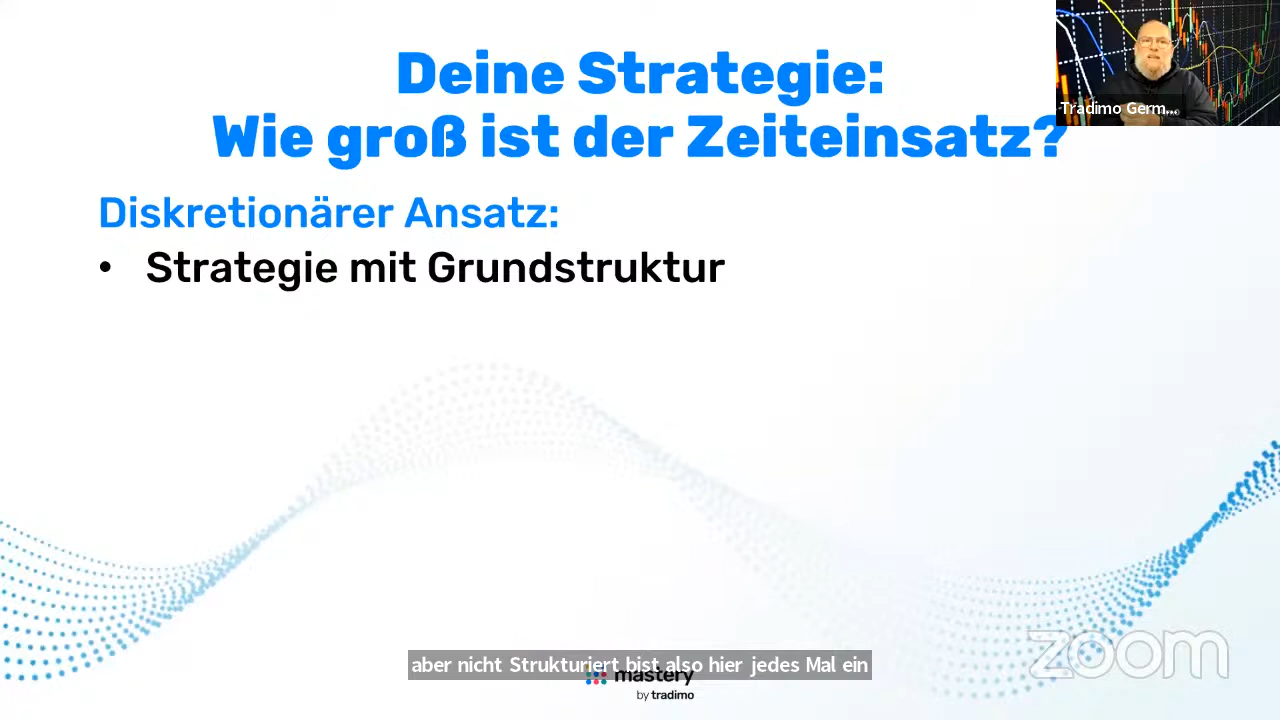 Deine Strategie:
Wie groß ist der Zeiteinsatz?
Tradimo Germ...
Diskretionärer Ansatz:
• Strategie mit Grundstruktur
zoom
aber nicht Strukturiert bist also hier jedes Mal ein
mastery
by tradimo